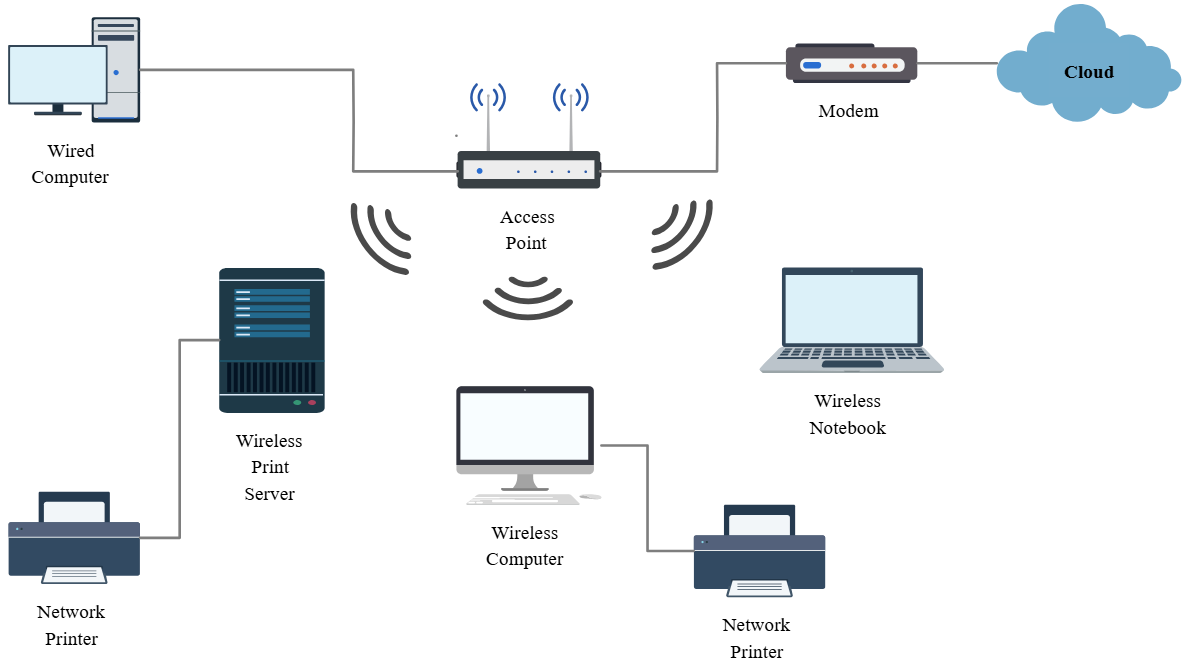 Cloud
Modem
Wired
Computer
Access
Point
Wireless
Notebook
Wireless
Print
Server
Wireless
Computer
Network
Printer
Network
Printer